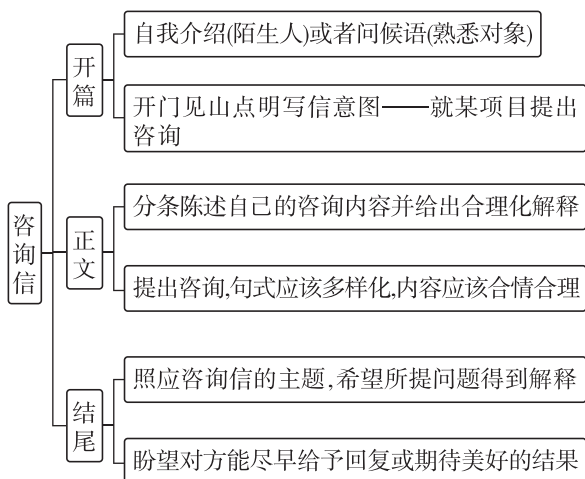 咨询信
开篇
自我介绍(陌生人)或者问候语(熟悉对象)
开门见山点明写信意图——就某项目提出
咨询
正文
分条陈述自己的咨询内容并给出合理化解释
提出咨询,句式应该多样化,内容应该合情合理
结尾
照应咨询信的主题,希望所提问题得到解释
盼望对方能尽早给予回复或期待美好的结果